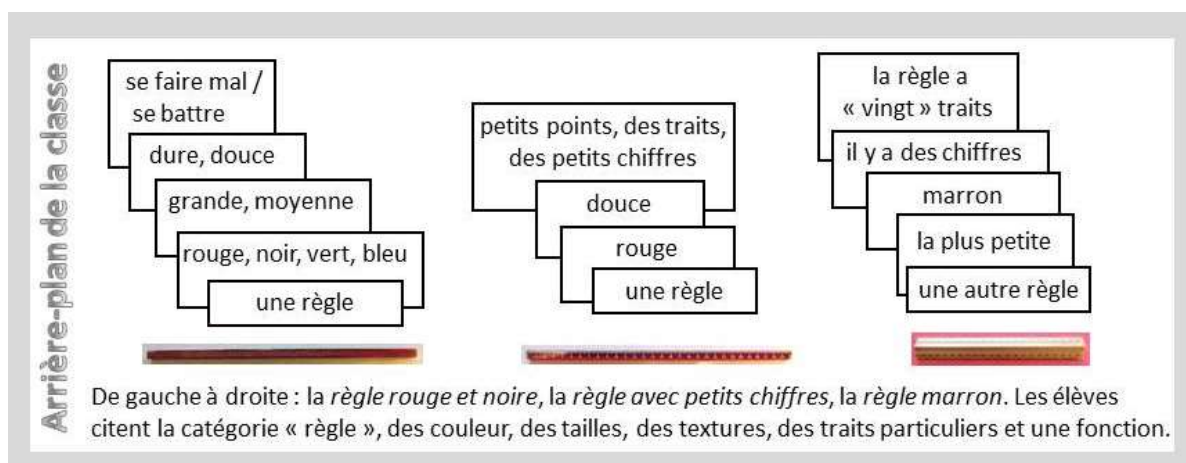 Arrière-plan de la classe
se faire mal /
se battre
dure, douce
grande, moyenne
rouge, noir, vert, bleu
une règle
petits points, des traits,
des petits chiffres
douce
rouge
une règle
la règle a
« vingt » traits
il y a des chiffres
marron
la plus petite
une autre règle
De gauche à droite : la règle rouge et noire, la règle avec petits chiffres, la règle marron. Les élèves
citent la catégorie « règle », des couleur, des tailles, des textures, des traits particuliers et une fonction.